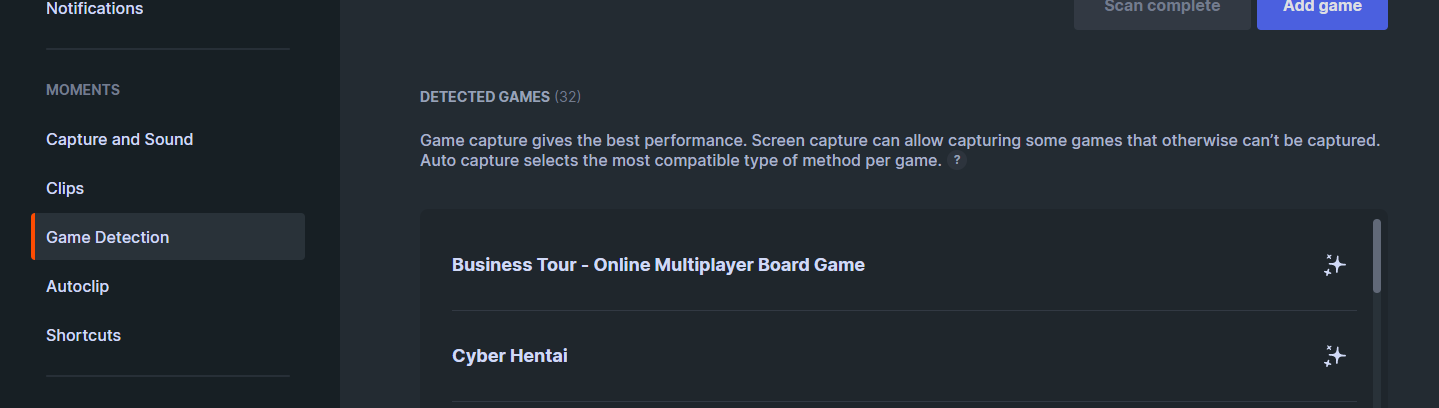 Notifications
MOMENTS
Capture and Sound
Clips
Game Detection
Autoclip
Shortcuts
Scan complete
Add game
DETECTED GAMES (32)
Game capture gives the best performance. Screen capture can allow capturing some games that otherwise can’t be captured.
Auto capture selects the most compatible type of method per game. ?
Business Tour - Online Multiplayer Board Game
Cyber Hentai